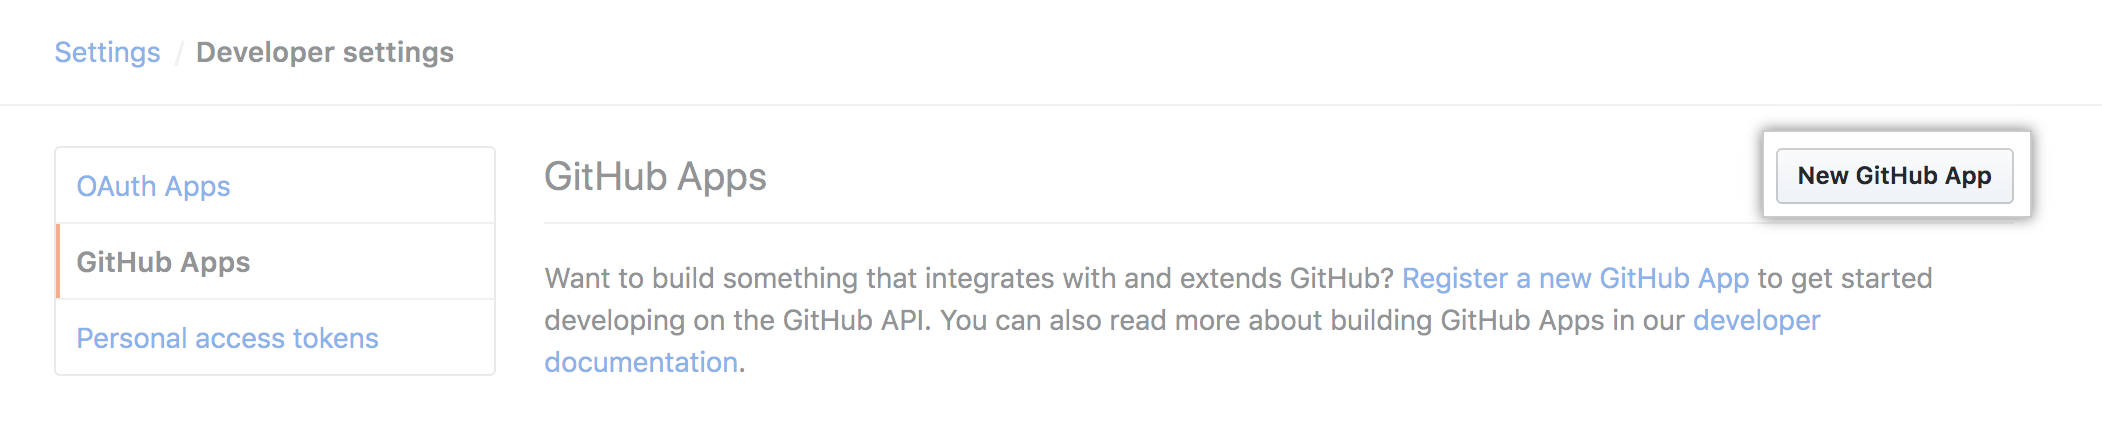 Settings / Developer settings
OAuth Apps
GitHub Apps
Personal access tokens
GitHub Apps
New GitHub App
Want to build something that integrates with and extends GitHub? Register a new GitHub App to get started
developing on the GitHub API. You can also read more about building GitHub Apps in our developer
documentation.